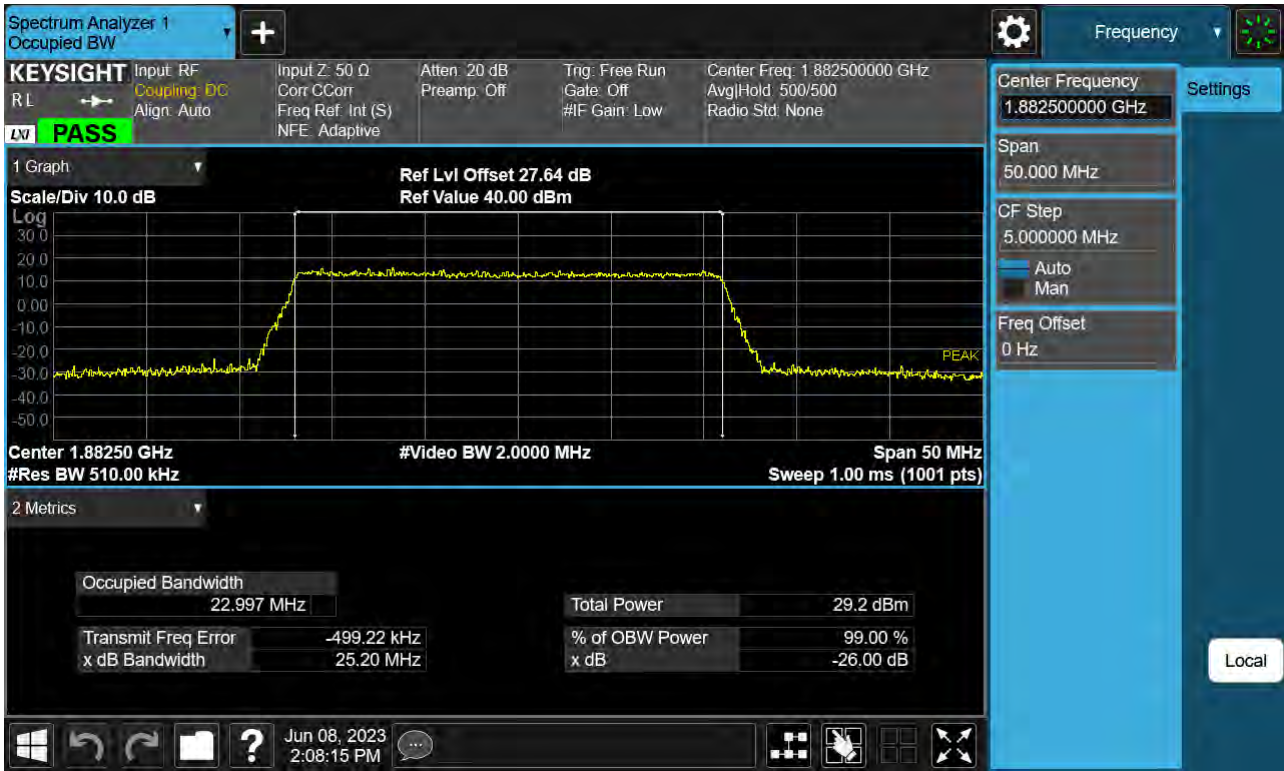 Spectrum Analyzer 1
Occupied BW
+
Frequency
KEYSIGHT
RL
LXI
PASS
Input: RF
Coupling: DC
Align: Auto
Input Z: 50 Ω
Corr CCorr
Freq Ref: Int (S)
NFE: Adaptive
Atten: 20 dB
Preamp: Off
Trig: Free Run
Gate: Off
#IF Gain: Low
Center Freq: 1.882500000 GHz
Avg|Hold: 500/500
Radio Std: None
Center Frequency
1.882500000 GHz
Settings
Span
50.000 MHz
CF Step
5.000000 MHz
Auto
Man
Freq Offset
0 Hz
1 Graph
Scale/Div 10.0 dB
Ref Lvl Offset 27.64 dB
Ref Value 40.00 dBm
Log
30.0
20.0
10.0
0.00
-10.0
-20.0
-30.0
-40.0
-50.0
PEAK
Center 1.88250 GHz
#Video BW 2.0000 MHz
Span 50 MHz
#Res BW 510.00 kHz
Sweep 1.00 ms (1001 pts)
2 Metrics
Occupied Bandwidth
22.997 MHz
Total Power 29.2 dBm
Transmit Freq Error -499.22 kHz
% of OBW Power 99.00 %
x dB Bandwidth 25.20 MHz
x dB -26.00 dB
Local
?
Jun 08, 2023
2:08:15 PM